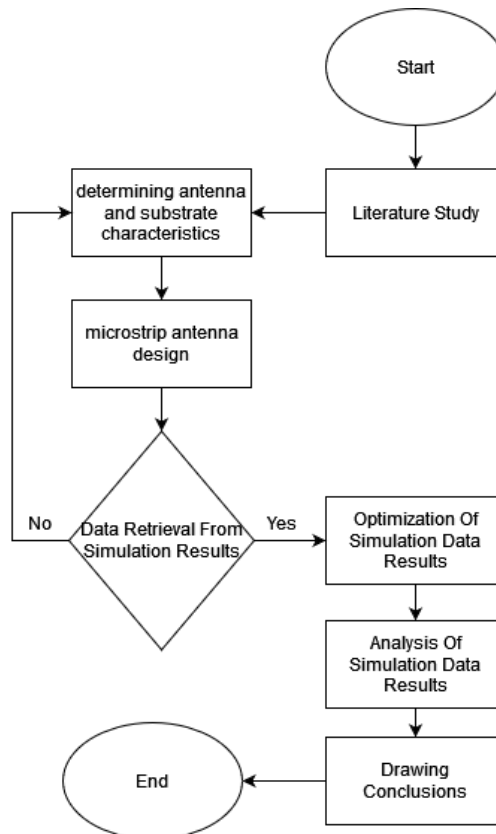 Start
Literature Study
determining antenna
and substrate
characteristics
microstrip antenna
design
Data Retrieval From
Simulation Results
No
Yes
Optimization Of
Simulation Data
Results
Analysis Of
Simulation Data
Results
Drawing
Conclusions
End